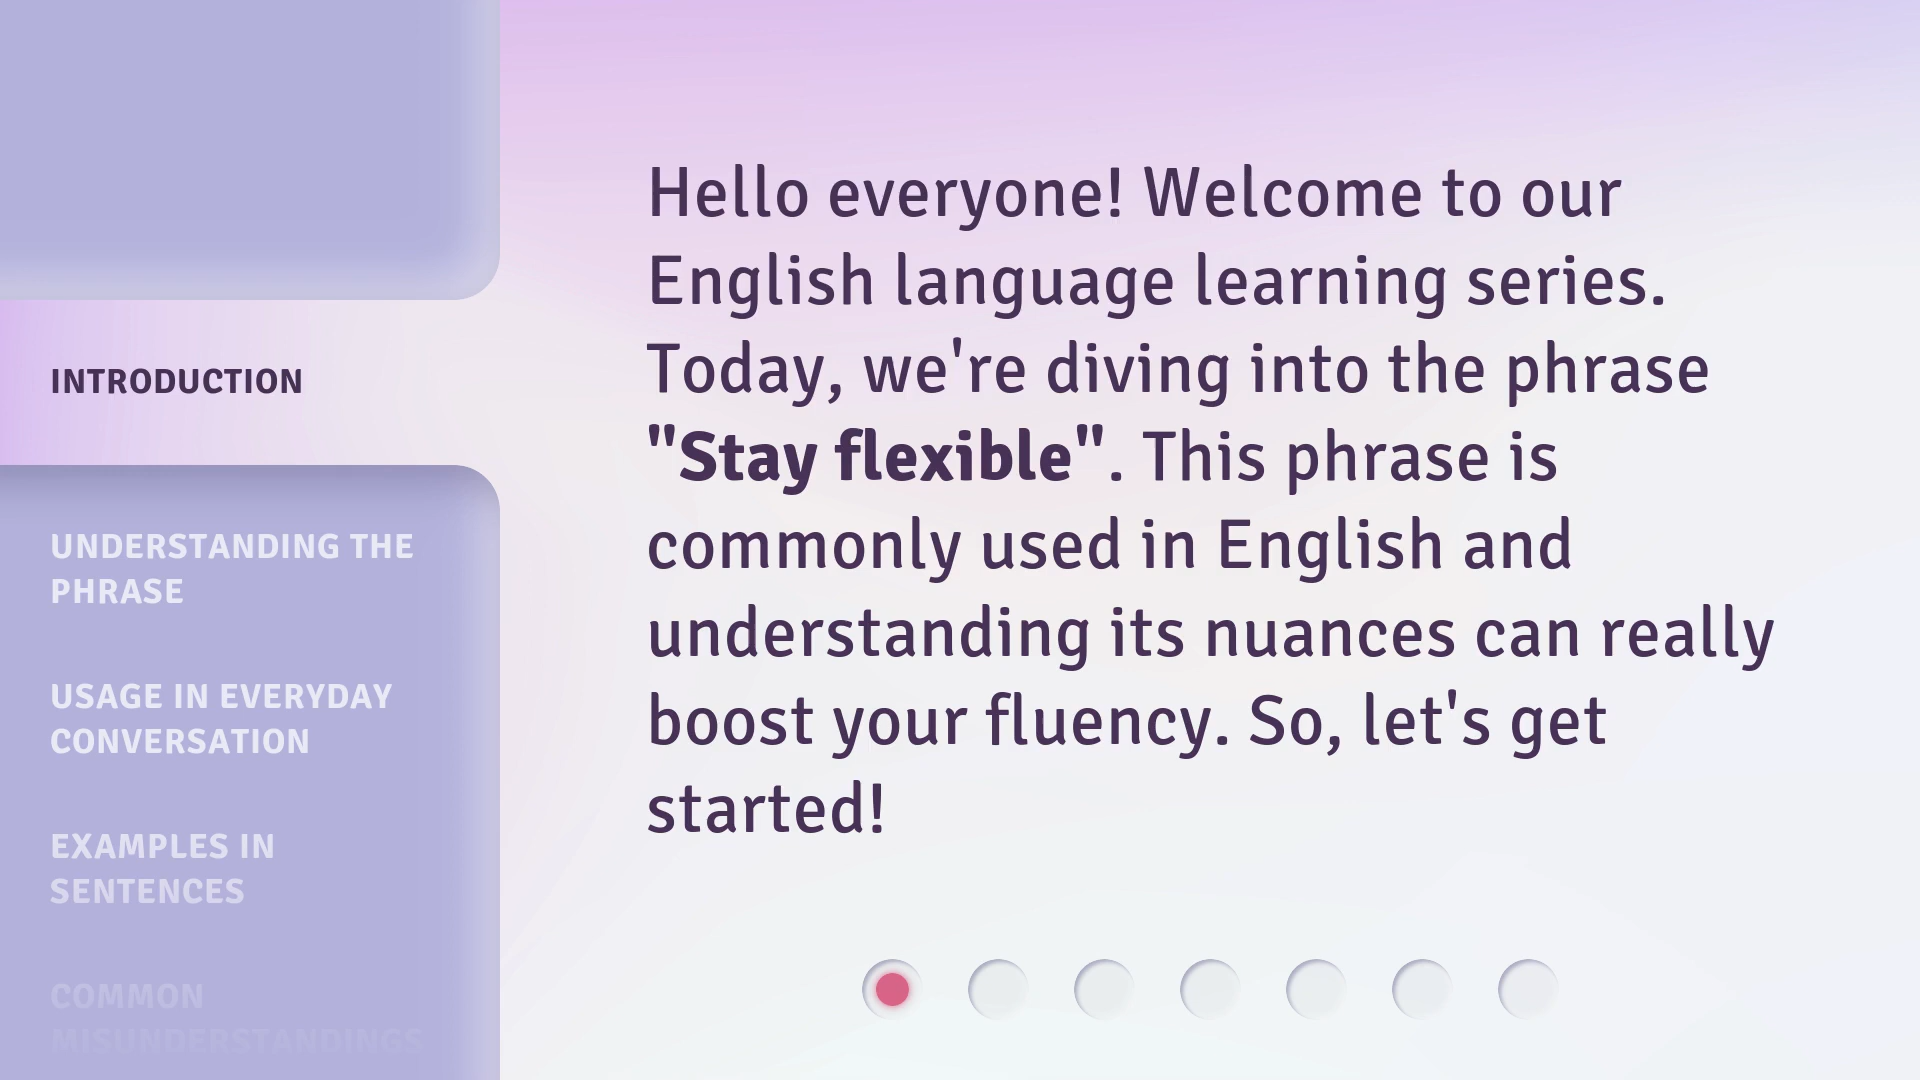 INTRODUCTION
UNDERSTANDING THE
PHRASE
USAGE IN EVERYDAY
CONVERSATION
EXAMPLES IN
SENTENCES
COMMON
MISUNDERSTANDINGS
Hello everyone! Welcome to our
English language learning series.
Today, we're diving into the phrase
"Stay flexible". This phrase is
commonly used in English and
understanding its nuances can really
boost your fluency. So, let's get
started!